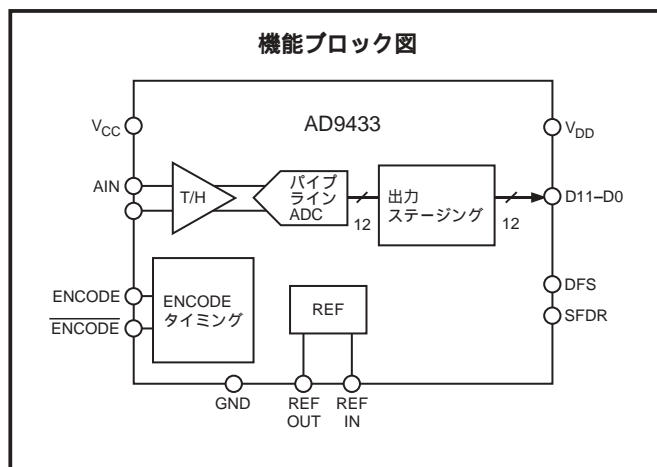 機能ブロック図
AD9433
VCC
VDD
AIN
T/H
パイプ
ライン
ADC
12
出力
ステージング
12
D11–D0
ENCODE
ENCODE
ENCODE
タイミング
REF
DFS
SFDR
GND
REF
OUT
REF
IN